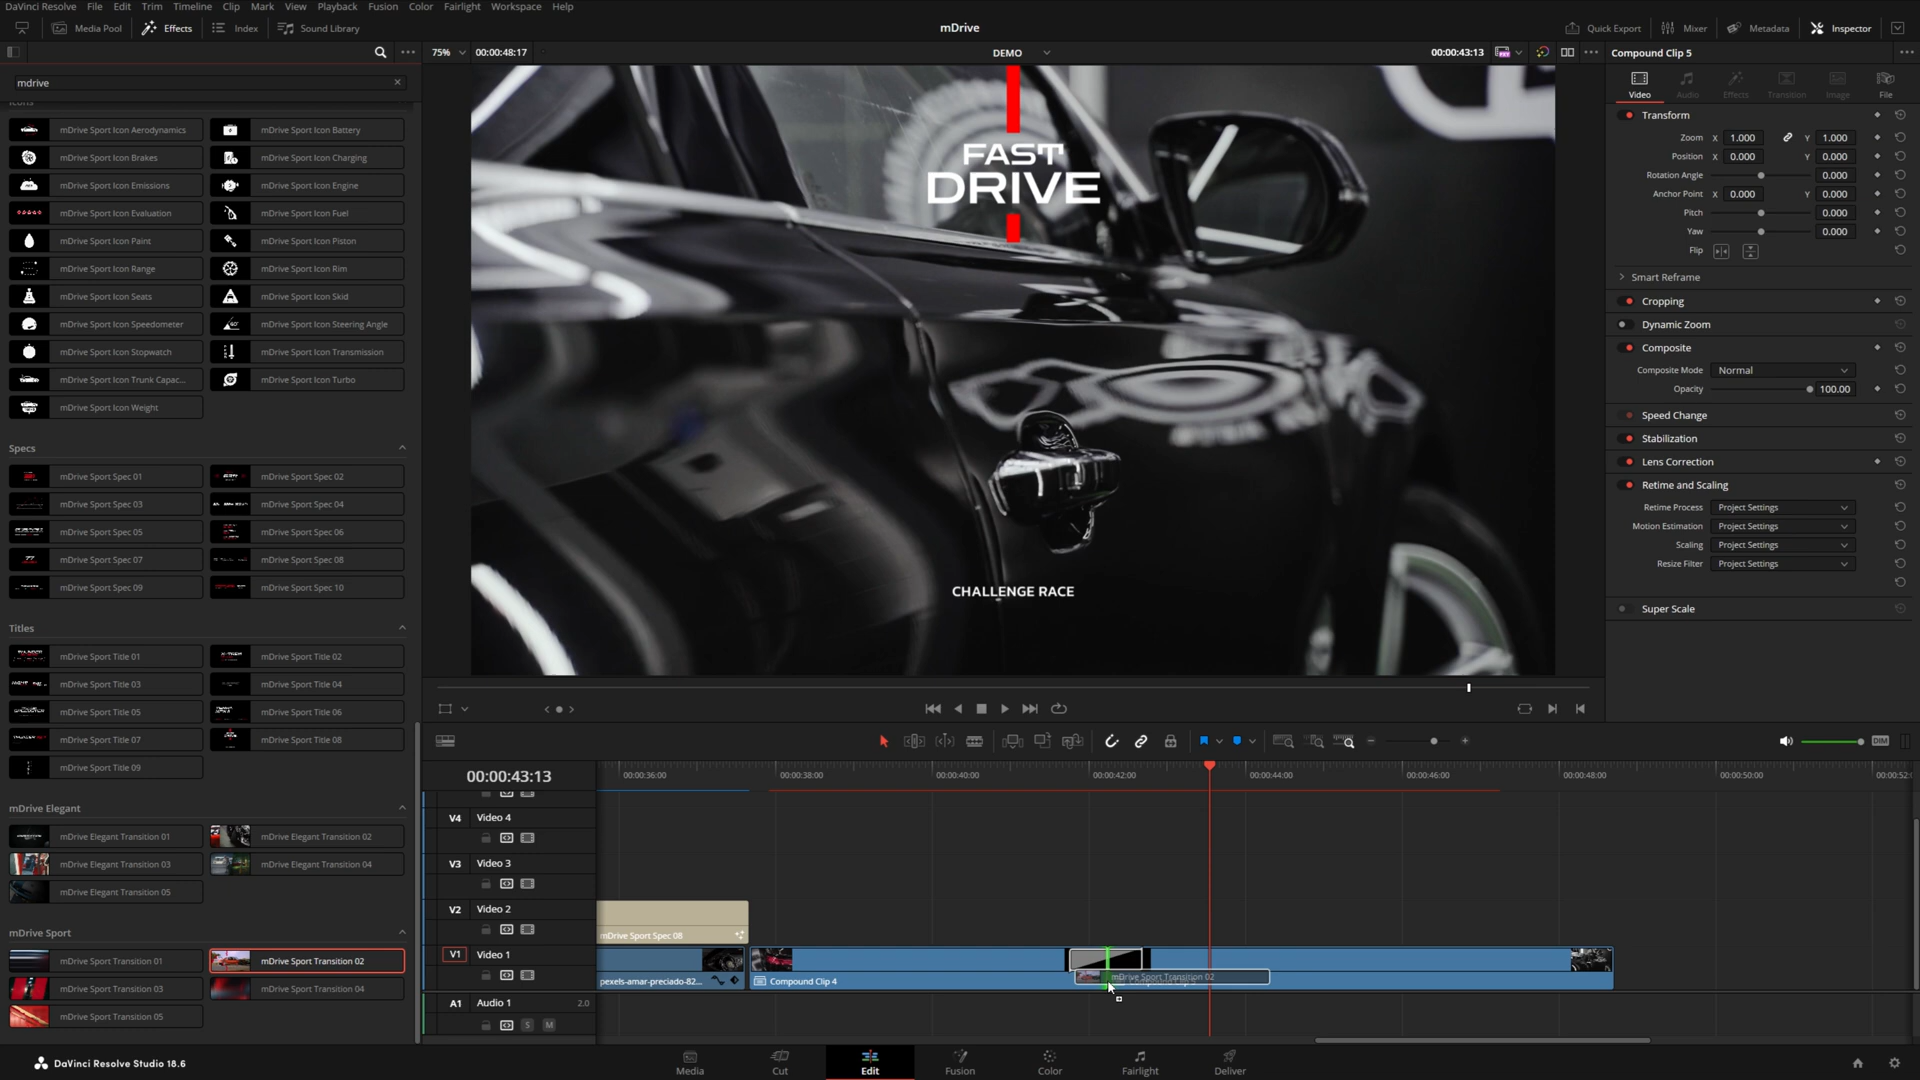 DaVinci Resolve File Edit Trim Timeline Clip Mark View Playback Fusion Color Fairlight Workspace Help
Media Pool Effects Index Sound Library
mDrive
Quick Export Mixer Metadata Inspector
75% 00:00:48:17
DEMO
00:00:43:13
Compound Clip 5
mdrive
Icons
mDrive Sport Icon Aerodynamics
mDrive Sport Icon Battery
mDrive Sport Icon Brakes
mDrive Sport Icon Charging
mDrive Sport Icon Emissions
mDrive Sport Icon Engine
mDrive Sport Icon Evaluation
mDrive Sport Icon Fuel
mDrive Sport Icon Paint
mDrive Sport Icon Piston
mDrive Sport Icon Range
mDrive Sport Icon Rim
mDrive Sport Icon Seats
mDrive Sport Icon Skid
mDrive Sport Icon Speedometer
mDrive Sport Icon Steering Angle
mDrive Sport Icon Stopwatch
mDrive Sport Icon Transmission
mDrive Sport Icon Trunk Capac...
mDrive Sport Icon Turbo
mDrive Sport Icon Weight
Specs
mDrive Sport Spec 01
mDrive Sport Spec 02
mDrive Sport Spec 03
mDrive Sport Spec 04
mDrive Sport Spec 05
mDrive Sport Spec 06
mDrive Sport Spec 07
mDrive Sport Spec 08
mDrive Sport Spec 09
mDrive Sport Spec 10
Titles
mDrive Sport Title 01
mDrive Sport Title 02
mDrive Sport Title 03
mDrive Sport Title 04
mDrive Sport Title 05
mDrive Sport Title 06
mDrive Sport Title 07
mDrive Sport Title 08
mDrive Sport Title 09
mDrive Elegant
mDrive Elegant Transition 01
mDrive Elegant Transition 02
mDrive Elegant Transition 03
mDrive Elegant Transition 04
mDrive Elegant Transition 05
mDrive Sport
mDrive Sport Transition 01
mDrive Sport Transition 02
mDrive Sport Transition 03
mDrive Sport Transition 04
mDrive Sport Transition 05
FAST
DRIVE
CHALLENGE RACE
Video Audio Effects Transition Image File
Transform
Zoom X 1.000 Y 1.000
Position X 0.000 Y 0.000
Rotation Angle 0.000
Anchor Point X 0.000 Y 0.000
Pitch 0.000
Yaw 0.000
Flip
Smart Reframe
Cropping
Dynamic Zoom
Composite
Composite Mode Normal
Opacity 100.00
Speed Change
Stabilization
Lens Correction
Retime and Scaling
Retime Process Project Settings
Motion Estimation Project Settings
Scaling Project Settings
Resize Filter Project Settings
Super Scale
DIM
00:00:43:13
00:00:36:00 00:00:38:00 00:00:40:00 00:00:42:00 00:00:44:00 00:00:46:00 00:00:48:00 00:00:50:00 00:00:52:
V4 Video 4
V3 Video 3
V2 Video 2
mDrive Sport Spec 08
V1 Video 1
pexels-amar-preciado-82...
Compound Clip 4
mDrive Sport Transition 02
A1 Audio 1 2.0
S M
DaVinci Resolve Studio 18.6
Media Cut Edit Fusion Color Fairlight Deliver